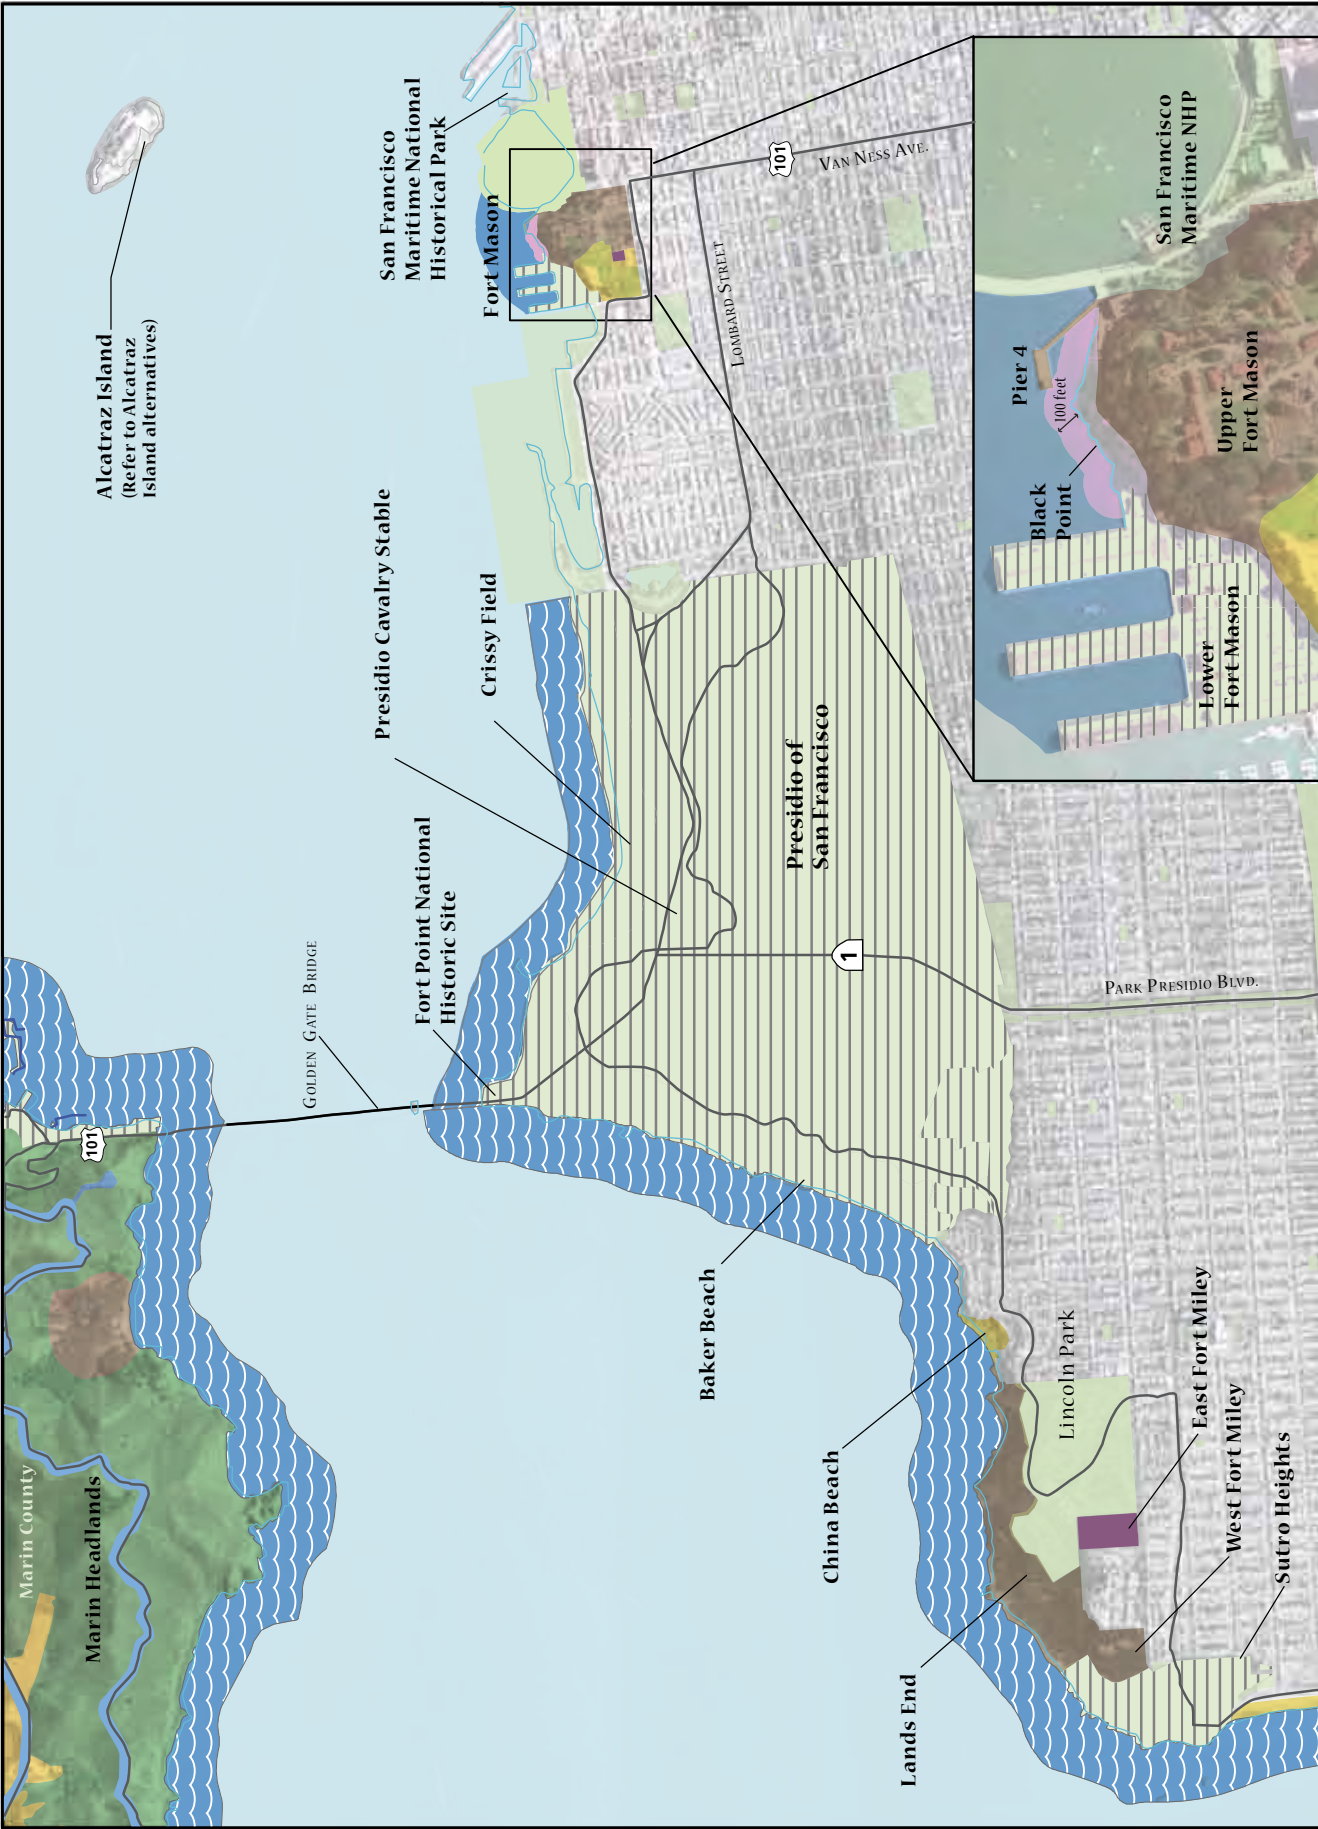 Alcatraz Island
(Refer to Alcatraz
Island alternatives)
San Francisco
Maritime National
Historical Park
Fort Mason
101
VAN NESS AVE.
LOMBARD STREET
Presidio Cavalry Stable
Crissy Field
Fort Point National
Historic Site
GOLDEN GATE BRIDGE
101
Marin County
Marin Headlands
Presidio of
San Francisco
1
PARK PRESIDIO BLVD.
Baker Beach
China Beach
Lincoln Park
East Fort Miley
West Fort Miley
Sutro Heights
Lands End
San Francisco
Maritime NHP
Pier 4
100 feet
Black
Point
Upper
Fort Mason
Lower
Fort Mason